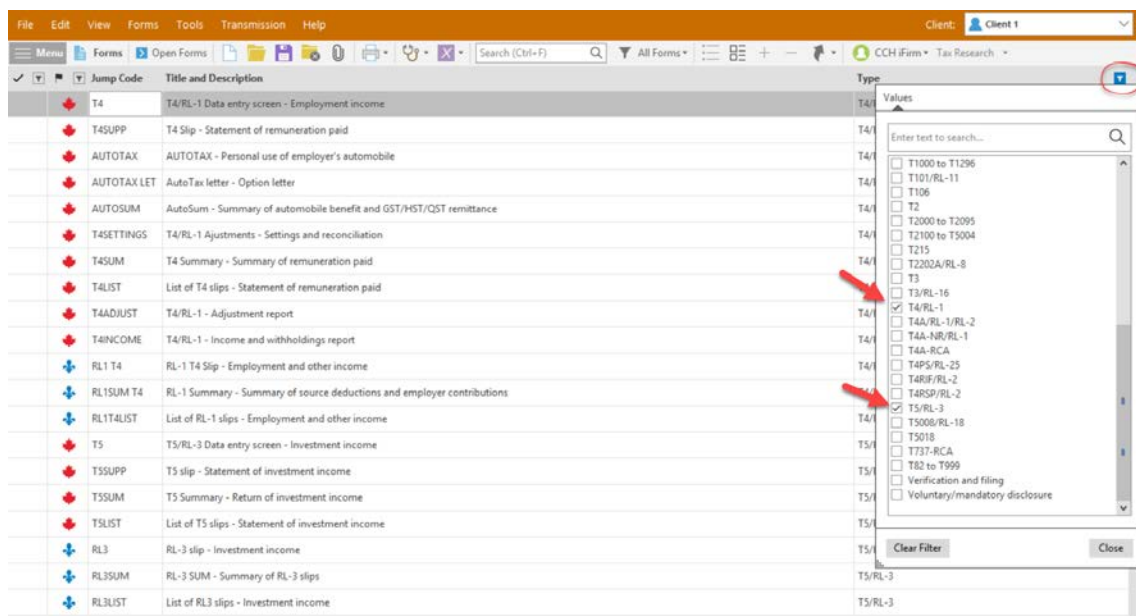 File Edit View Forms Tools Transmission Help Client: Client 1
Menu Forms Open Forms Search (Ctrl+F) All Forms CCH iFirm Tax Research
Jump Code Title and Description Type
Values
Enter text to search...
T4 T4/RL-1 Data entry screen - Employment income
T4SUPP T4 Slip - Statement of remuneration paid
AUTOTAX AUTOTAX - Personal use of employer's automobile
AUTOTAX LET AutoTax letter - Option letter
AUTOSUM AutoSum - Summary of automobile benefit and GST/HST/QST remittance
T4SETTINGS T4/RL-1 Ajustments - Settings and reconciliation
T4SUM T4 Summary - Summary of remuneration paid
T4LIST List of T4 slips - Statement of remuneration paid
T4ADJUST T4/RL-1 - Adjustment report
T4INCOME T4/RL-1 - Income and withholdings report
RL1 T4 RL-1 T4 Slip - Employment and other income
RL1SUM T4 RL-1 Summary - Summary of source deductions and employer contributions
RL1T4LIST List of RL-1 slips - Employment and other income
T5 T5/RL-3 Data entry screen - Investment income
T5SUPP T5 slip - Statement of investment income
T5SUM T5 Summary - Return of investment income
T5LIST List of T5 slips - Statement of investment income
RL3 RL-3 slip - Investment income
RL3SUM RL-3 SUM - Summary of RL-3 slips T5/RL-3
RL3LIST List of RL3 slips - Investment income T5/RL-3
T1000 to T1296
T101/RL-11
T106
T2
T2000 to T2095
T2100 to T5004
T215
T2202A/RL-8
T3
T3/RL-16
T4/RL-1
T4A/RL-1/RL-2
T4A-NR/RL-1
T4A-RCA
T4PS/RL-25
T4RIF/RL-2
T4RSP/RL-2
T5/RL-3
T5008/RL-18
T5018
T737-RCA
T82 to T999
Verification and filing
Voluntary/mandatory disclosure
Clear Filter Close